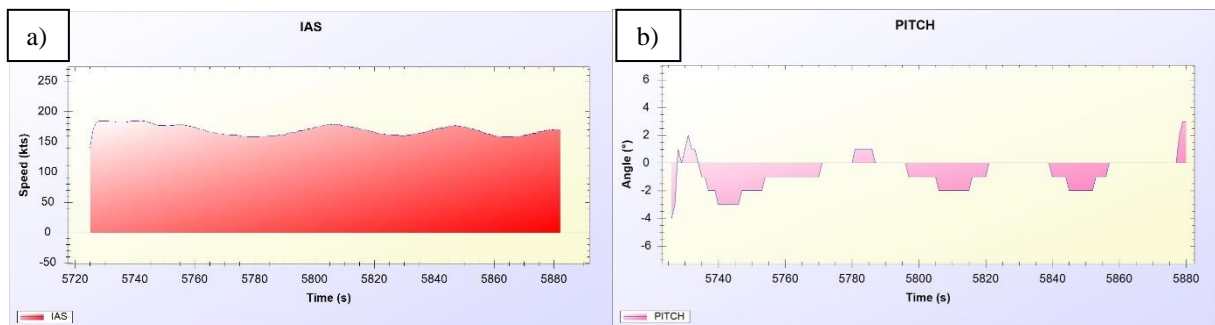 a)
IAS
250
200
150
100
50
0
-50
Speed (kts)
5720 5740 5760 5780 5800 5820 5840 5860 5880
Time (s)
IAS
b)
PITCH
6
4
2
0
-2
-4
-6
Angle (°)
5740 5760 5780 5800 5820 5840 5860 5880
Time (s)
PITCH